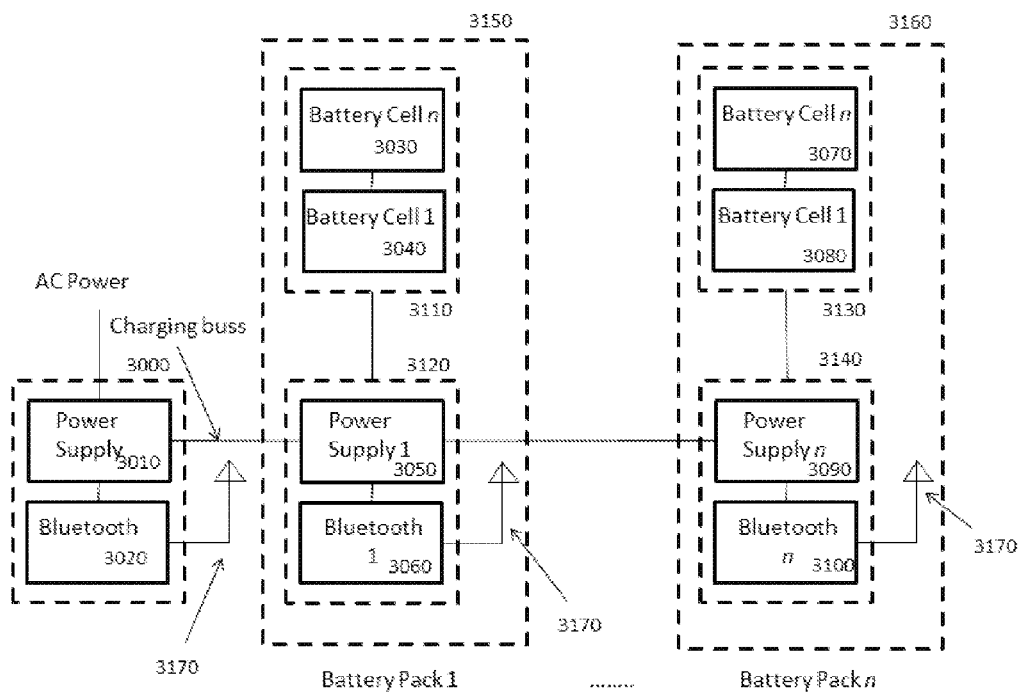 3150
3160
Battery Cell n
3030
Battery Cell n
3070
Battery Cell 1
3040
Battery Cell 1
3080
AC Power
3110
3130
Charging buss
3000
3120
3140
Power
Supply
3010
Power
Supply 1
3050
Power
Supply n
3090
Bluetooth
3020
Bluetooth
1
3060
Bluetooth
n
3100
3170
3170
3170
Battery Pack 1
........
Battery Pack n